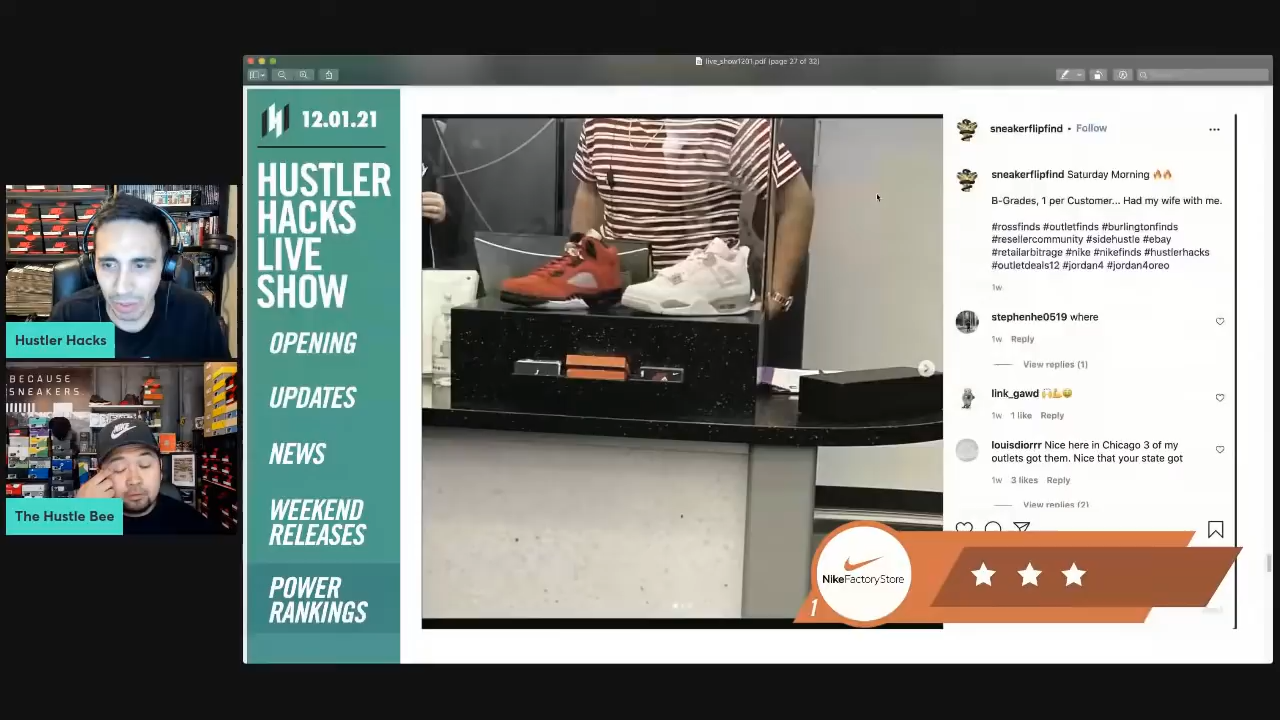 live_show1201.pdf (page 27 of 32)
12.01.21
HUSTLER
HACKS
LIVE
SHOW
OPENING
UPDATES
NEWS
WEEKEND
RELEASES
POWER
RANKINGS
Hustler Hacks
BECAUSE
SNEAKERS
The Hustle Bee
sneakerflipfind • Follow
sneakerflipfind Saturday Morning 🔥🔥
B-Grades, 1 per Customer... Had my wife with me.
#rossfinds #outletfinds #burlingtonfinds
#resellercommunity #sidehustle #ebay
#retailarbitrage #nike #nikefinds #hustlerhacks
#outletdeals12 #jordan4 #jordan4oreo
1w
stephenhe0519 where
1w Reply
View replies (1)
link_gawd
1w 1 like Reply
louisdiorrr Nice here in Chicago 3 of my
outlets got them. Nice that your state got
1w 3 likes Reply
View replies (2)
1
NikeFactoryStore